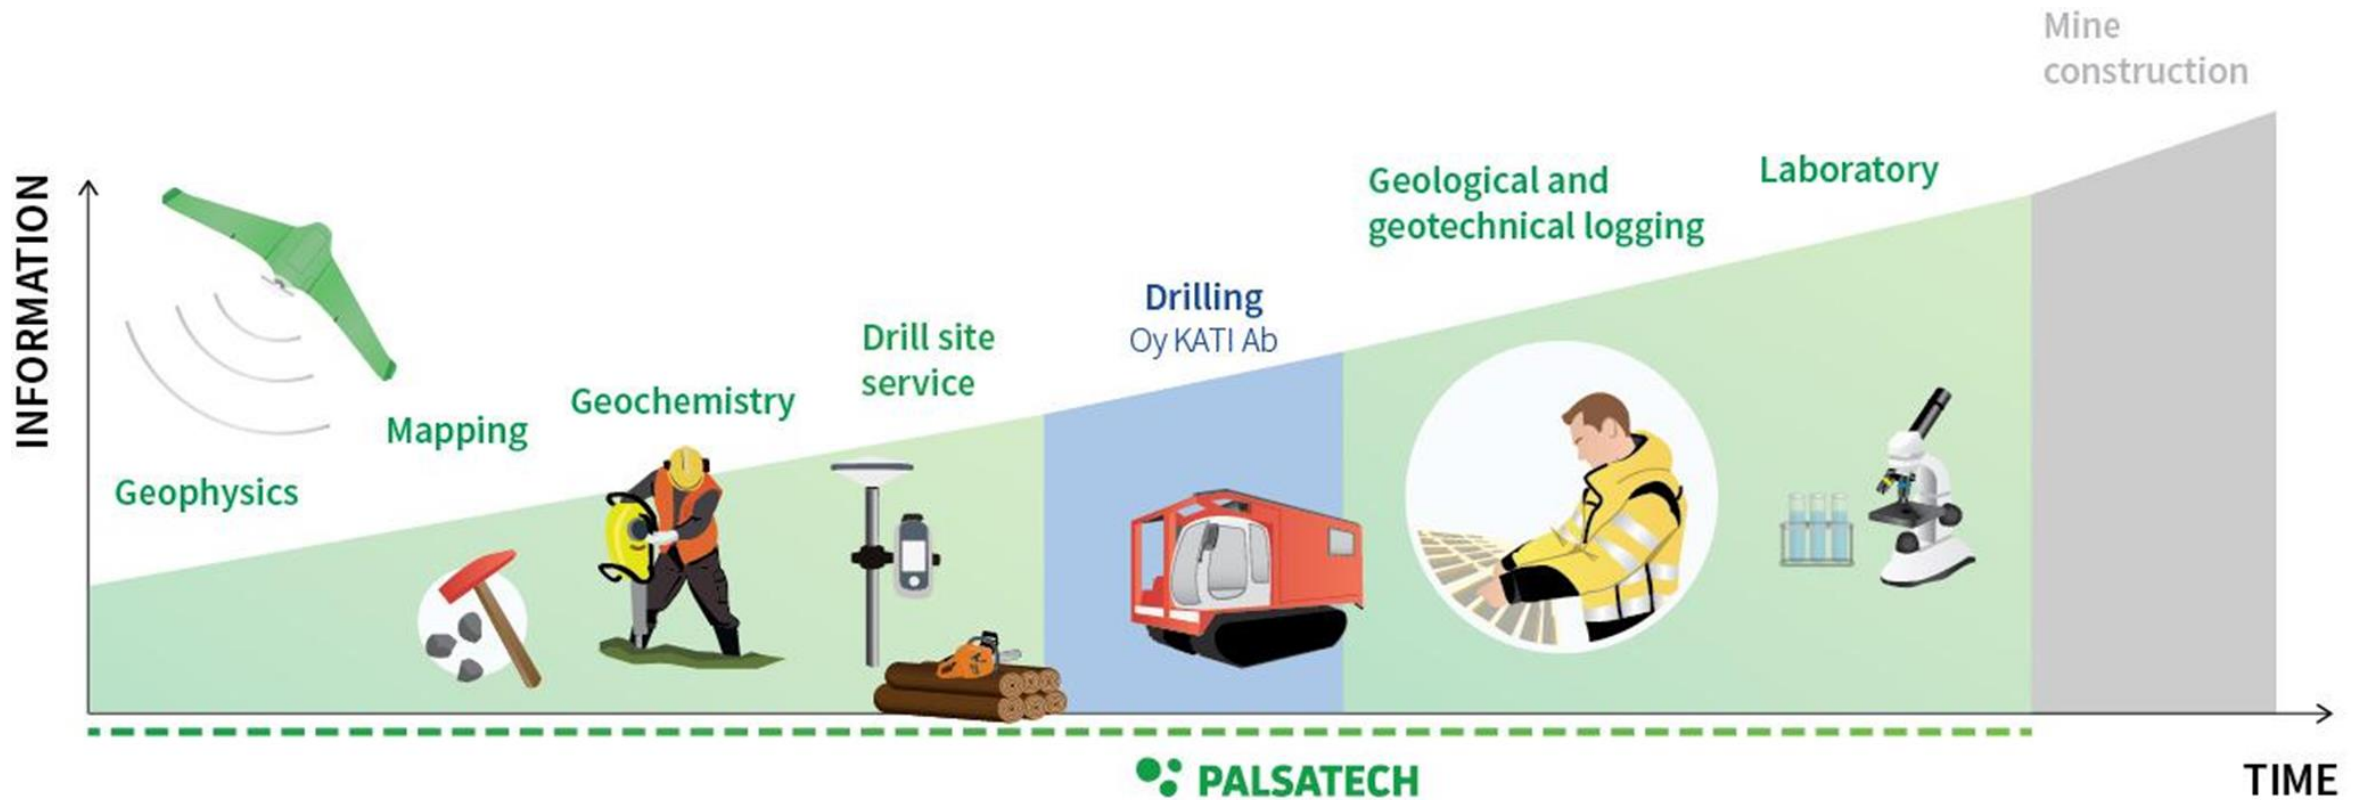 Mine
construction
INFORMATION
Geophysics
Mapping
Geochemistry
Drill site
service
Drilling
Oy KATI Ab
Geological and
geotechnical logging
Laboratory
PALSATECH
TIME